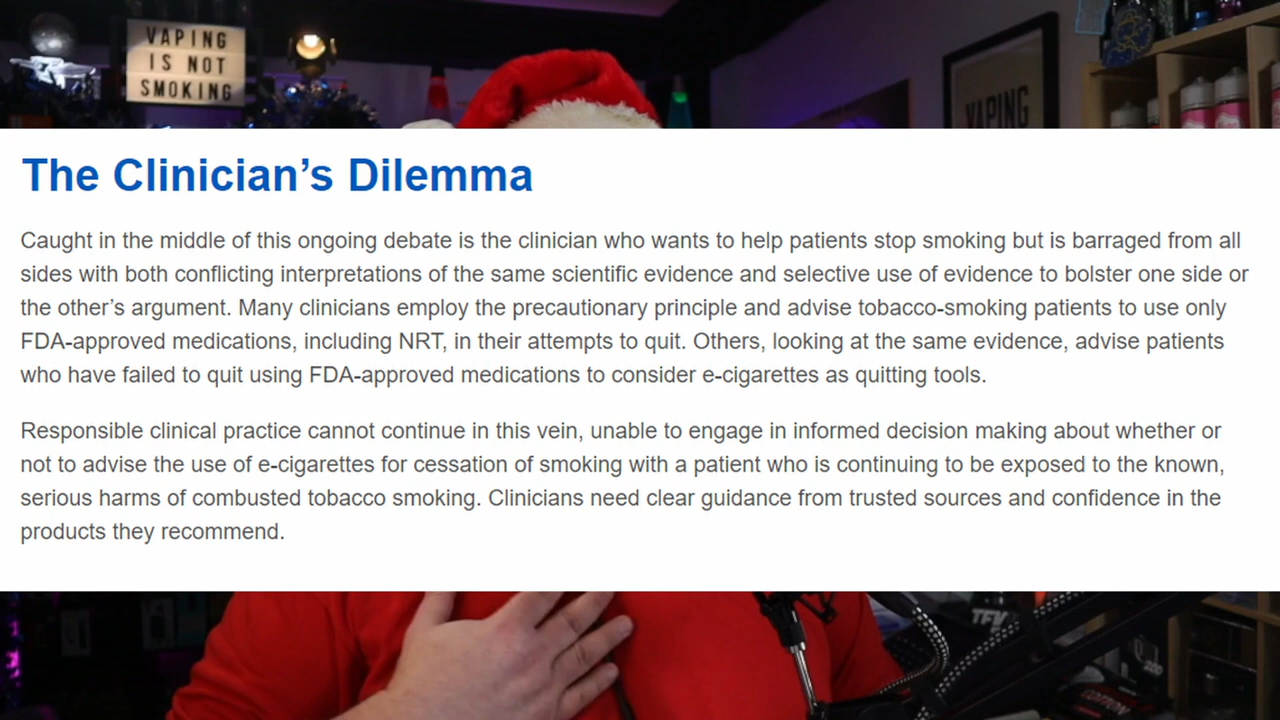 VAPING
IS NOT
SMOKING
VAPING
The Clinician’s Dilemma
Caught in the middle of this ongoing debate is the clinician who wants to help patients stop smoking but is barraged from all
sides with both conflicting interpretations of the same scientific evidence and selective use of evidence to bolster one side or
the other’s argument. Many clinicians employ the precautionary principle and advise tobacco-smoking patients to use only
FDA-approved medications, including NRT, in their attempts to quit. Others, looking at the same evidence, advise patients
who have failed to quit using FDA-approved medications to consider e-cigarettes as quitting tools.
Responsible clinical practice cannot continue in this vein, unable to engage in informed decision making about whether or
not to advise the use of e-cigarettes for cessation of smoking with a patient who is continuing to be exposed to the known,
serious harms of combusted tobacco smoking. Clinicians need clear guidance from trusted sources and confidence in the
products they recommend.
TFV
COTTON